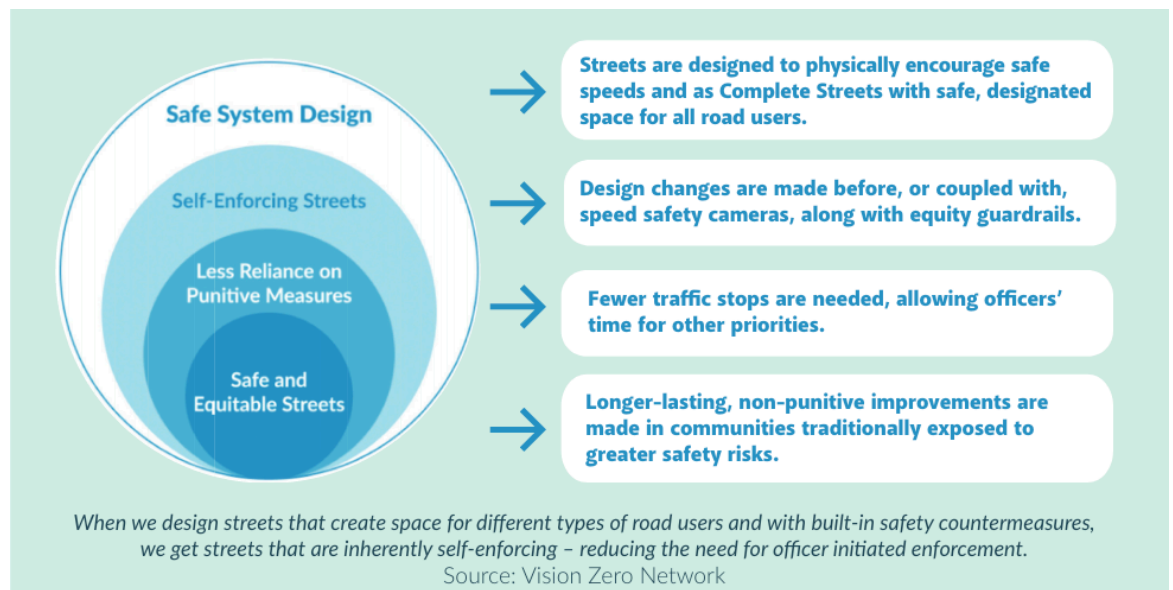 Safe System Design
Streets are designed to physically encourage safe
speeds and as Complete Streets with safe, designated
space for all road users.
Self-Enforcing Streets
Design changes are made before, or coupled with,
speed safety cameras, along with equity guardrails.
Less Reliance on
Punitive Measures
Fewer traffic stops are needed, allowing officers’
time for other priorities.
Safe and
Equitable Streets
Longer-lasting, non-punitive improvements are
made in communities traditionally exposed to
greater safety risks.
When we design streets that create space for different types of road users and with built-in safety countermeasures,
we get streets that are inherently self-enforcing – reducing the need for officer initiated enforcement.
Source: Vision Zero Network